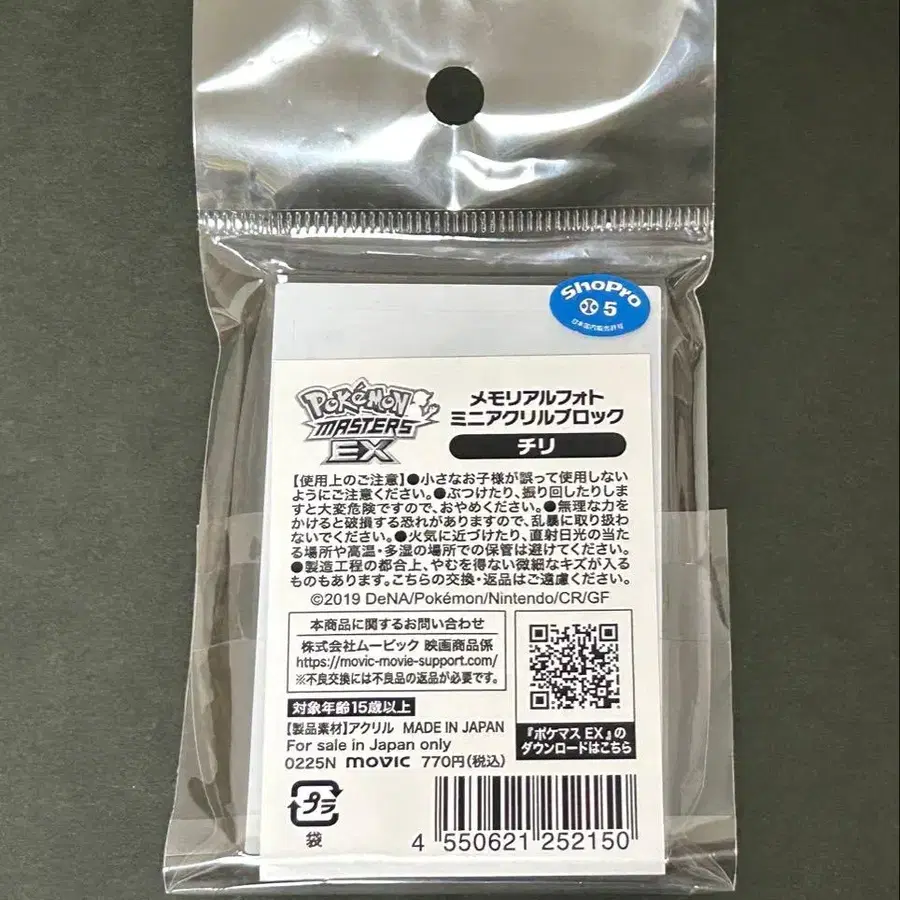 ShoPro
5
日本国内販売許可
POKÉMON
MASTERS
EX
メモリアルフォト
ミニアクリルブロック
チリ
【使用上のご注意】●小さなお子様が誤って使用しない
ようにご注意ください。●ぶつけたり、振り回したりしま
すと大変危険ですので、おやめください。●無理な力を
かけると破損する恐れがありますので、乱暴に取り扱わ
ないでください。●火気に近づけたり、直射日光の当た
る場所や高温・多湿の場所での保管は避けてください。
●製造工程の都合上、やむを得ない微細なキズが入る
ものもあります。こちらの交換・返品はご遠慮ください。
©2019 DeNA/Pokémon/Nintendo/CR/GF
本商品に関するお問い合わせ
株式会社ムービック 映画商品係
https://movic-movie-support.com/
※不良交換には不良品の返品が必要です。
対象年齢15歳以上
【製品素材】アクリル MADE IN JAPAN
For sale in Japan only
0225N movic 770円(税込)
『ポケマス EX』の
ダウンロードはこちら
プラ
袋
4 550621 252150